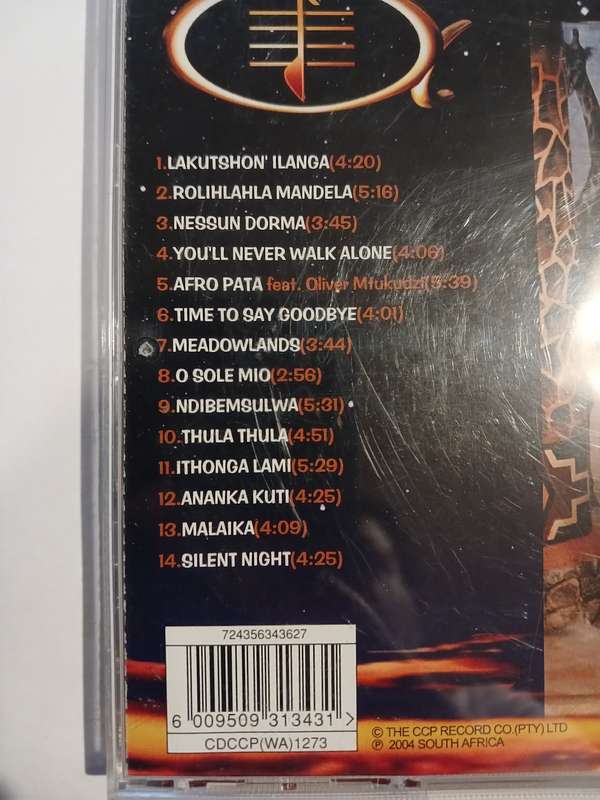 1.LAKUTSHON' ILANGA(4:20)
2.ROLIHLAHLA MANDELA(5:16)
3.NESSUN DORMA(3:45)
4.YOU'LL NEVER WALK ALONE(4:06)
5.AFRO PATA feat. Oliver Mtukudzi(5:39)
6.TIME TO SAY GOODBYE(4:01)
7.MEADOWLANDS(3:44)
8.O SOLE MIO(2:56)
9.NDIBEMSULWA(5:31)
10.THULA THULA(4:51)
11.ITHONGA LAMI(5:29)
12.ANANKA KUTI(4:25)
13.MALAIKA(4:09)
14.SILENT NIGHT(4:25)
724356343627
6 009509 313431 >
CDCCP(WA)1273
© THE CCP RECORD CO.(PTY) LTD
℗ 2004 SOUTH AFRICA